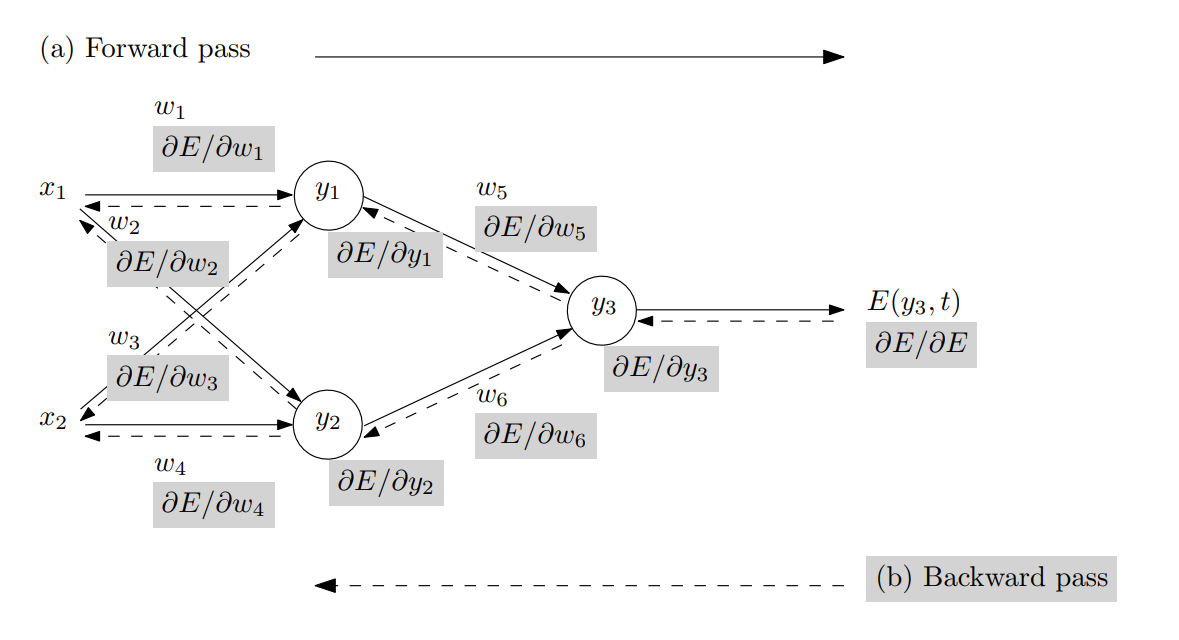 (a) Forward pass
w₁
∂E/∂w₁
x₁
y₁
w₅
∂E/∂w₅
w₂
∂E/∂w₂
∂E/∂y₁
y₃
E(y₃, t)
∂E/∂E
w₃
∂E/∂w₃
∂E/∂y₃
x₂
y₂
w₆
∂E/∂w₆
w₄
∂E/∂w₄
∂E/∂y₂
(b) Backward pass